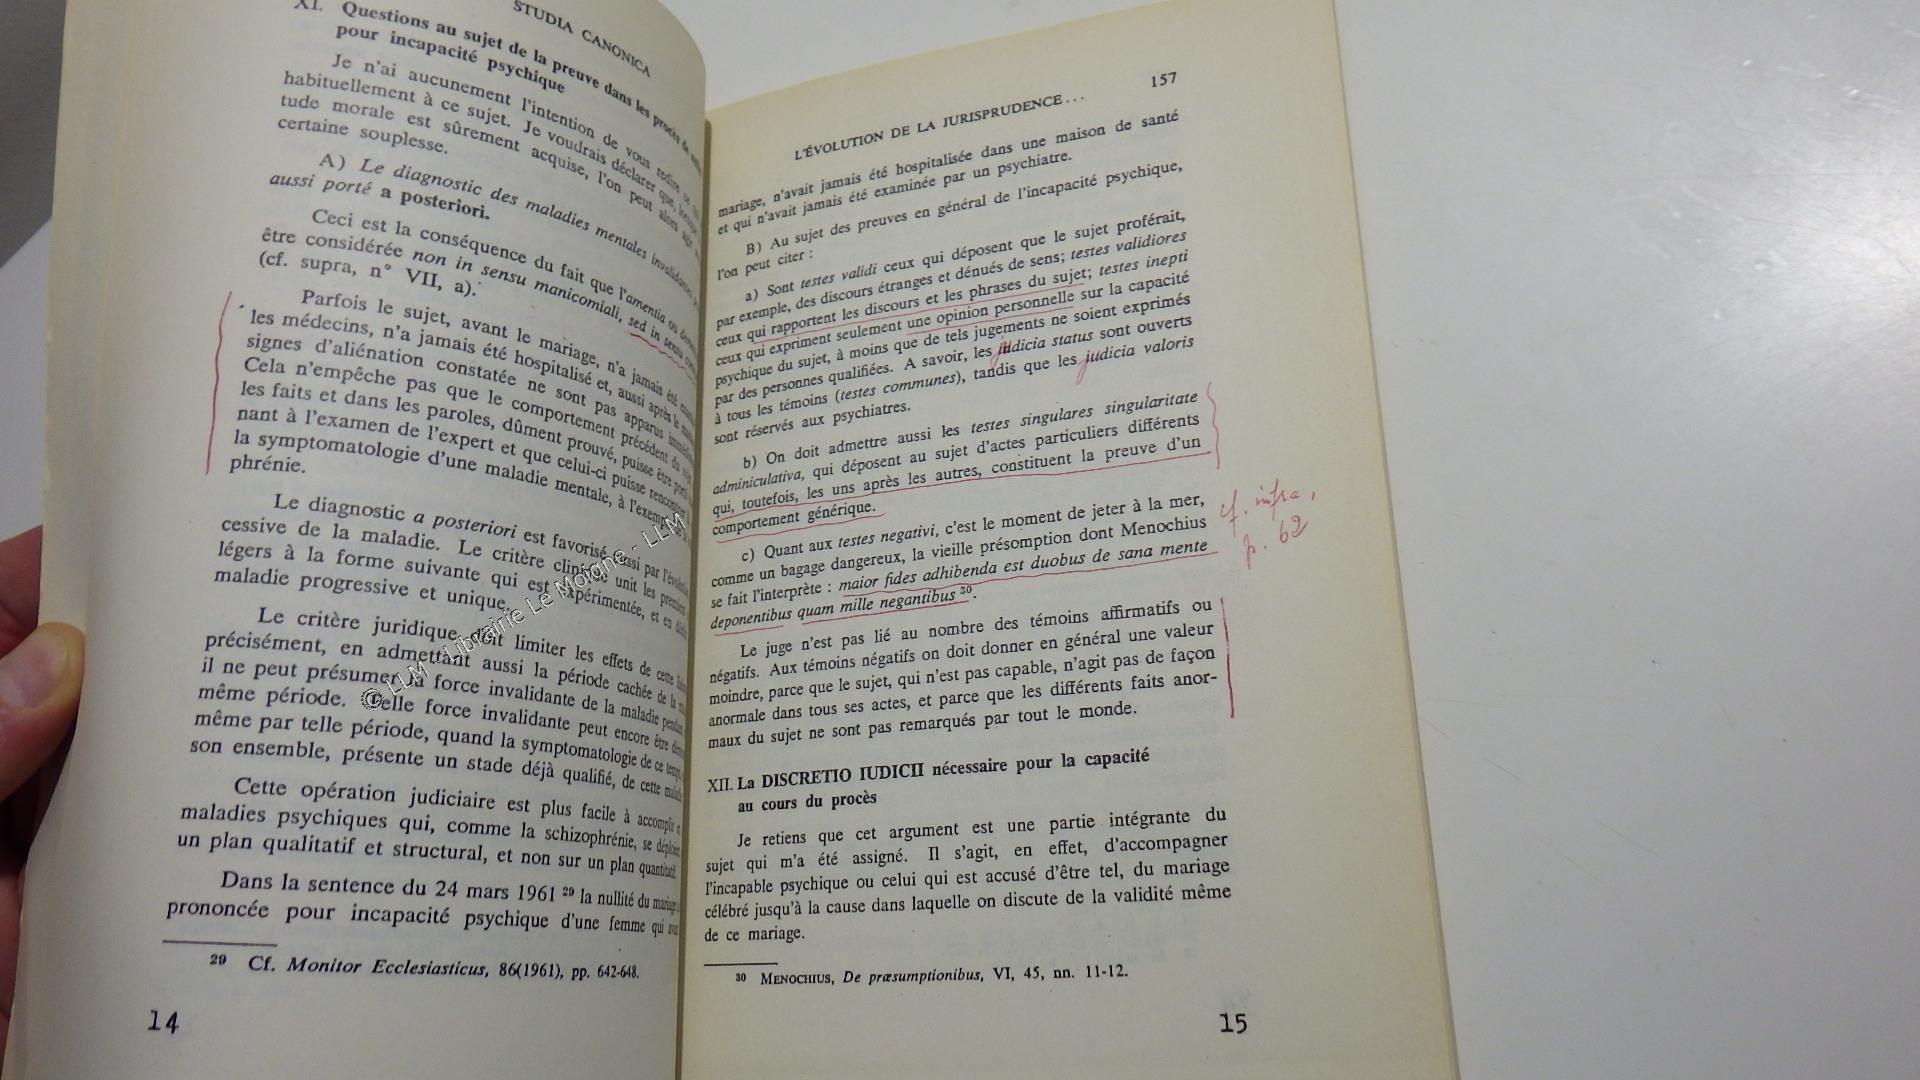 STUDIA CANONICA
XI. Questions au sujet de la preuve dans les procès de
pour incapacité psychique
Je n'ai aucunement l'intention de vous redire ce
habituellement à ce sujet. Je voudrais déclarer que,
tude morale est sûrement acquise, l'on peut alors agir
certaine souplesse.
A) Le diagnostic des maladies mentales invalidantes
aussi porté a posteriori.
Ceci est la conséquence du fait que l'amentia ou
être considérée non in sensu manicomiali, sed in sensu
(cf. supra, n° VII, a).
Parfois le sujet, avant le mariage, n'a jamais été
les médecins, n'a jamais été hospitalisé et, aussi après le
signes d'aliénation constatée ne sont pas apparus
Cela n'empêche pas que le comportement précédent du
les faits et dans les paroles, dûment prouvé, puisse être
nant à l'examen de l'expert et que celui-ci puisse
la symptomatologie d'une maladie mentale, à l'exemple de la
phrénie.
Le diagnostic a posteriori est favorisé aussi par
cessive de la maladie. Le critère clinique unit les premiers
légers à la forme suivante qui est expérimentée, et en
maladie progressive et unique.
Le critère juridique doit limiter les effets de cette
précisément, en admettant aussi la période cachée de la
il ne peut présumer la force invalidante de la maladie
même période. Telle force invalidante peut encore être
même par telle période, quand la symptomatologie de ce
son ensemble, présente un stade déjà qualifié, de cette
Cette opération judiciaire est plus facile à accomplir
maladies psychiques qui, comme la schizophrénie, se
un plan qualitatif et structural, et non sur un plan quantitatif.
Dans la sentence du 24 mars 1961 29 la nullité du mariage
prononcée pour incapacité psychique d'une femme qui
29 Cf. Monitor Ecclesiasticus, 86(1961), pp. 642-648.
14
© LLM - Librairie Le Moigne - LLM
L'ÉVOLUTION DE LA JURISPRUDENCE...
157
mariage, n'avait jamais été hospitalisée dans une maison de santé
et qui n'avait jamais été examinée par un psychiatre.
B) Au sujet des preuves en général de l'incapacité psychique,
l'on peut citer :
a) Sont testes validi ceux qui déposent que le sujet proférait,
par exemple, des discours étranges et dénués de sens; testes validiores
ceux qui rapportent les discours et les phrases du sujet; testes inepti
ceux qui expriment seulement une opinion personnelle sur la capacité
psychique du sujet, à moins que de tels jugements ne soient exprimés
par des personnes qualifiées. A savoir, les judicia status sont ouverts
à tous les témoins (testes communes), tandis que les judicia valoris
sont réservés aux psychiatres.
b) On doit admettre aussi les testes singulares singularitate
adminiculativa, qui déposent au sujet d'actes particuliers différents
qui, toutefois, les uns après les autres, constituent la preuve d'un
comportement générique.
c) Quant aux testes negativi, c'est le moment de jeter à la mer,
comme un bagage dangereux, la vieille présomption dont Menochius
se fait l'interprète : maior fides adhibenda est duobus de sana mente
deponentibus quam mille negantibus 30.
cf. infra,
p. 62
Le juge n'est pas lié au nombre des témoins affirmatifs ou
négatifs. Aux témoins négatifs on doit donner en général une valeur
moindre, parce que le sujet, qui n'est pas capable, n'agit pas de façon
anormale dans tous ses actes, et parce que les différents faits anor-
maux du sujet ne sont pas remarqués par tout le monde.
XII. La DISCRETIO IUDICII nécessaire pour la capacité
au cours du procès
Je retiens que cet argument est une partie intégrante du
sujet qui m'a été assigné. Il s'agit, en effet, d'accompagner
l'incapable psychique ou celui qui est accusé d'être tel, du mariage
célébré jusqu'à la cause dans laquelle on discute de la validité même
de ce mariage.
30 MENOCHIUS, De præsumptionibus, VI, 45, nn. 11-12.
15